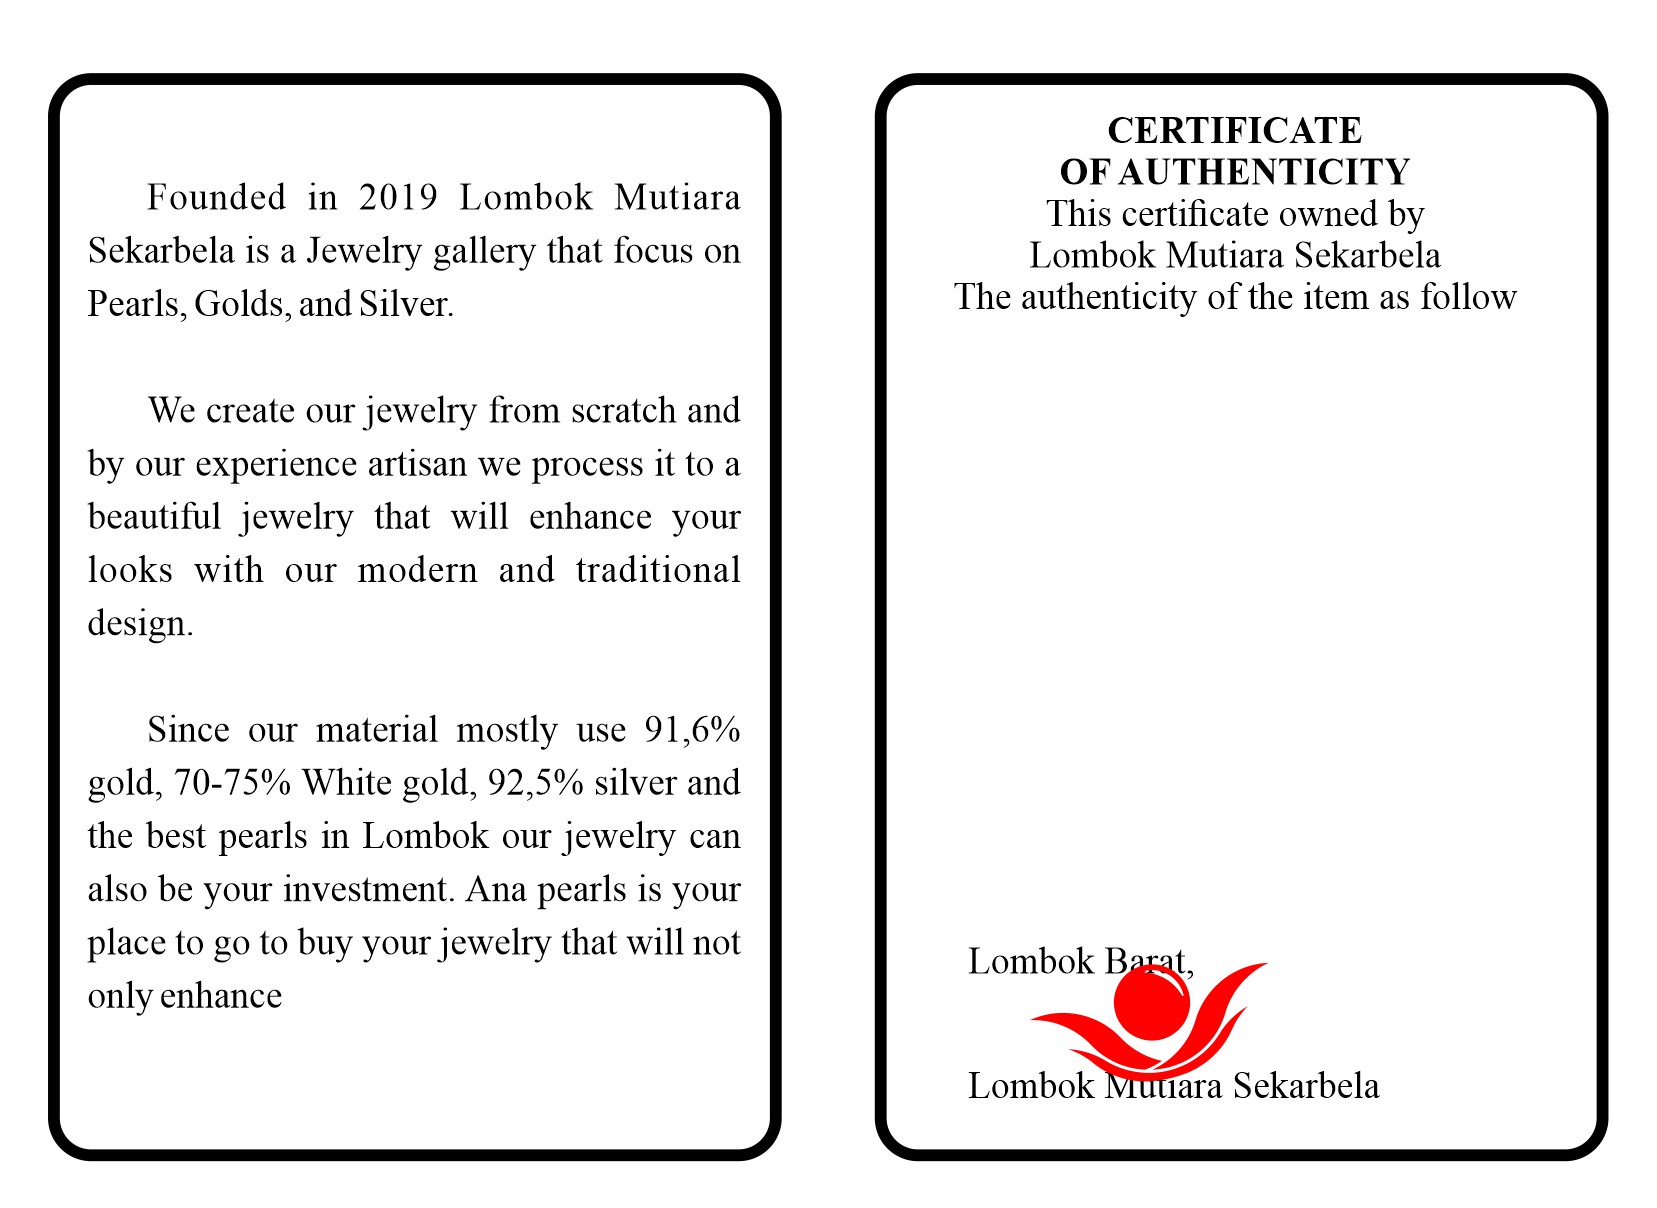 Founded in 2019 Lombok Mutiara
Sekarbela is a Jewelry gallery that focus on
Pearls, Golds, and Silver.
We create our jewelry from scratch and
by our experience artisan we process it to a
beautiful jewelry that will enhance your
looks with our modern and traditional
design.
Since our material mostly use 91,6%
gold, 70-75% White gold, 92,5% silver and
the best pearls in Lombok our jewelry can
also be your investment. Ana pearls is your
place to go to buy your jewelry that will not
only enhance
CERTIFICATE
OF AUTHENTICITY
This certificate owned by
Lombok Mutiara Sekarbela
The authenticity of the item as follow
Lombok Barat,
Lombok Mutiara Sekarbela